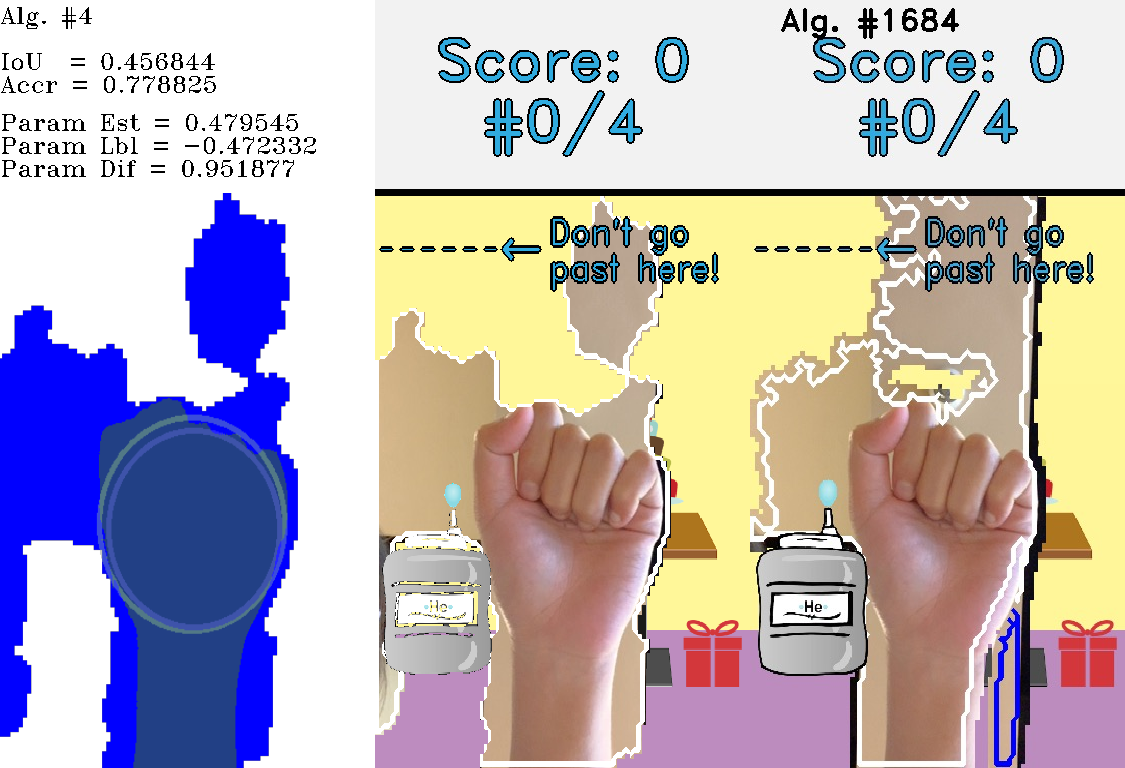 Alg. #4
IoU = 0.456844
Accr = 0.778825
Param Est = 0.479545
Param Lbl = −0.472332
Param Dif = 0.951877
Score: 0
#0/4
Don't go
past here!
He
Alg. #1684
Score: 0
#0/4
Don't go
past here!
He